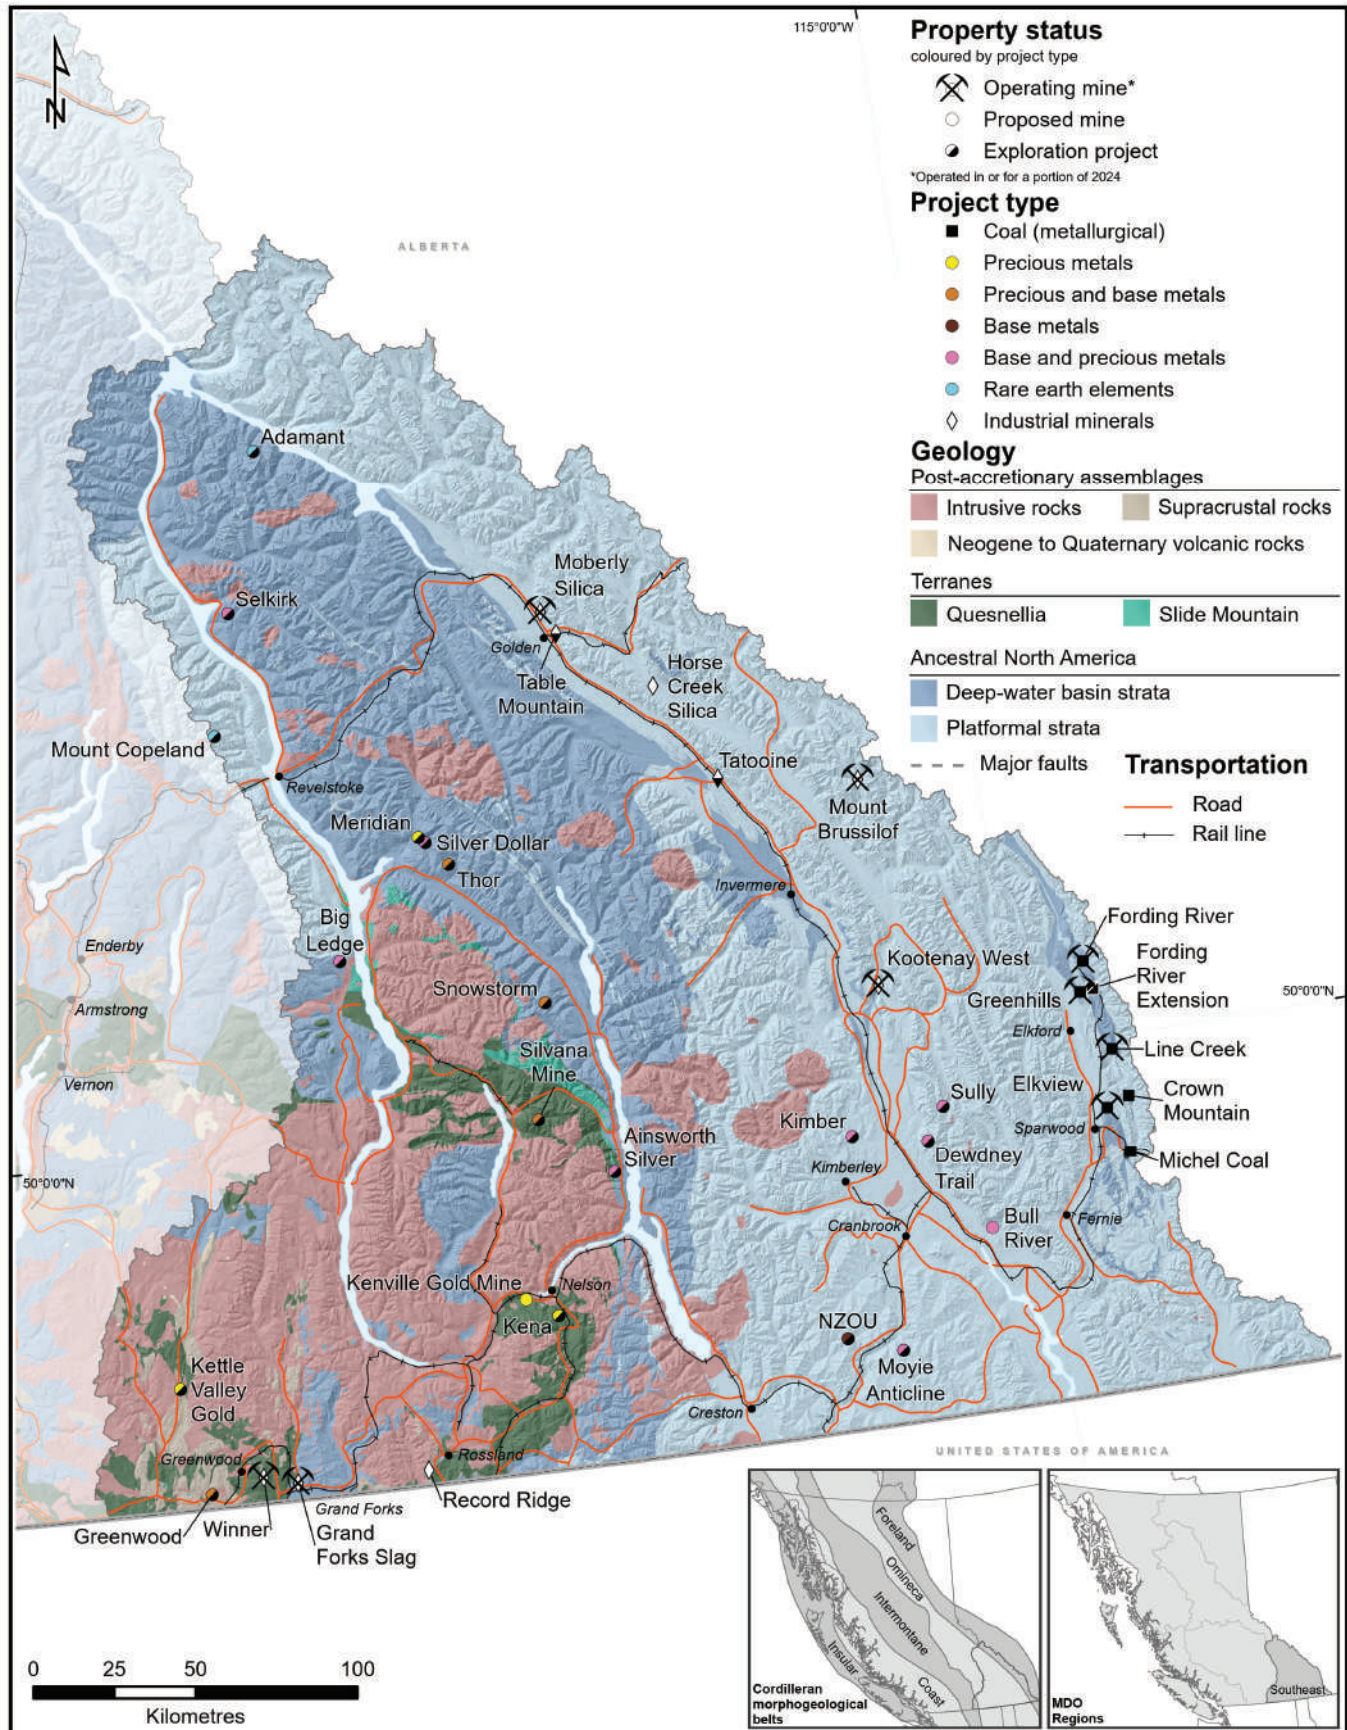 115°0'0"W
N
ALBERTA
Property status
coloured by project type
Operating mine*
Proposed mine
Exploration project
*Operated in or for a portion of 2024
Project type
Coal (metallurgical)
Precious metals
Precious and base metals
Base metals
Base and precious metals
Rare earth elements
Industrial minerals
Geology
Post-accretionary assemblages
Intrusive rocks
Supracrustal rocks
Neogene to Quaternary volcanic rocks
Terranes
Quesnellia
Slide Mountain
Ancestral North America
Deep-water basin strata
Platformal strata
Major faults
Transportation
Road
Rail line
Adamant
Moberly
Silica
Selkirk
Golden
Table
Mountain
Horse
Creek
Silica
Mount Copeland
Revelstoke
Tatooine
Mount
Brussilof
Meridian
Silver Dollar
Thor
Invermere
Big
Ledge
Enderby
Armstrong
Vernon
Snowstorm
Kootenay West
Fording River
Fording
River
Extension
Greenhills
50°0'0"N
Elkford
Line Creek
Silvana
Mine
Elkview
Crown
Mountain
Sully
Kimber
Sparwood
Ainsworth
Silver
Dewdney
Trail
Michel Coal
Kimberley
50°0'0"N
Bull
River
Fernie
Cranbrook
Kenville Gold Mine
Nelson
Kena
NZOU
Moyie
Anticline
Kettle
Valley
Gold
Creston
UNITED STATES OF AMERICA
Greenwood
Rossland
Record Ridge
Grand Forks
Greenwood
Winner
Grand
Forks Slag
0
25
50
100
Kilometres
Foreland
Omineca
Intermontane
Insular
Coast
Cordilleran
morphogeological
belts
Southeast
MDO
Regions